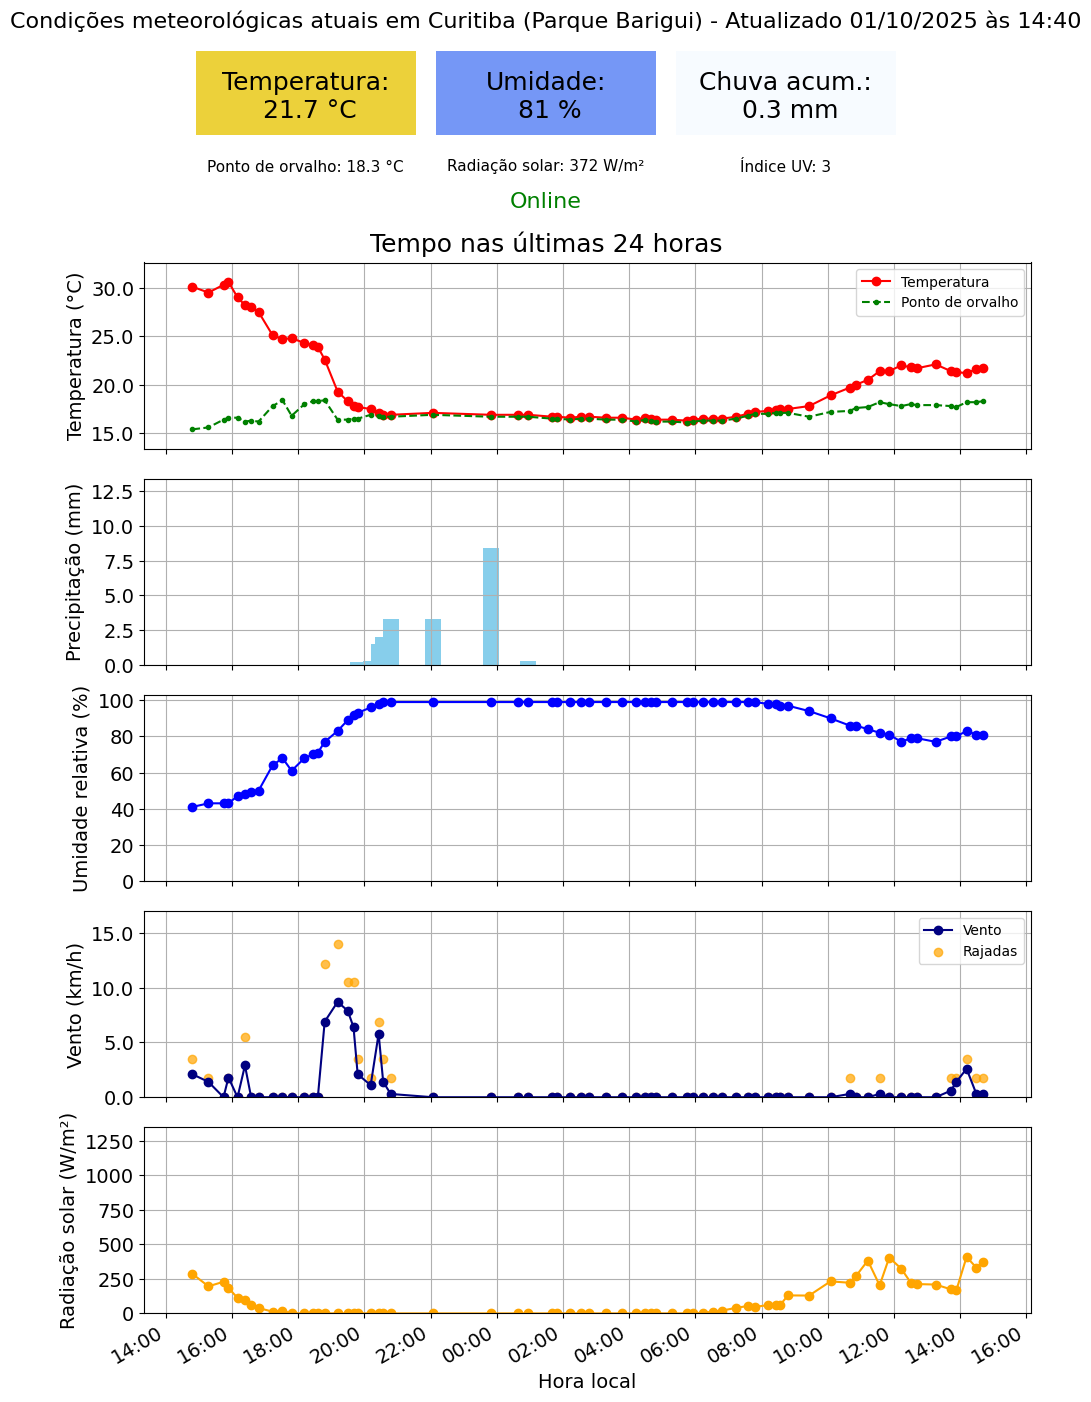 Condições meteorológicas atuais em Curitiba (Parque Barigui) - Atualizado 01/10/2025 às 14:40
Temperatura:
21.7 °C
Umidade:
81 %
Chuva acum.:
0.3 mm
Ponto de orvalho: 18.3 °C
Radiação solar: 372 W/m²
Índice UV: 3
Online
Tempo nas últimas 24 horas
Temperatura (°C)
30.0
25.0
20.0
15.0
Temperatura
Ponto de orvalho
Precipitação (mm)
12.5
10.0
7.5
5.0
2.5
0.0
Umidade relativa (%)
100
80
60
40
20
0
Vento (km/h)
15.0
10.0
5.0
0.0
Vento
Rajadas
Radiação solar (W/m²)
1250
1000
750
500
250
0
14:00
16:00
18:00
20:00
22:00
00:00
02:00
04:00
06:00
08:00
10:00
12:00
14:00
16:00
Hora local